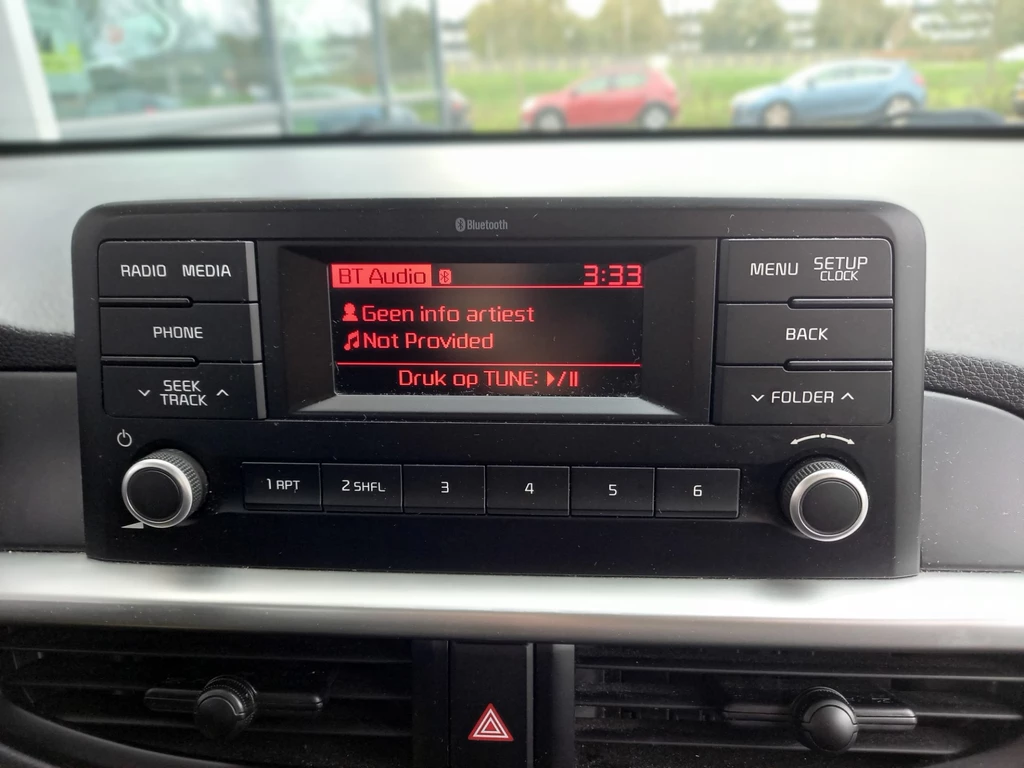 Bluetooth
RADIO MEDIA
PHONE
SEEK
TRACK
BT Audio 3:33
Geen info artiest
Not Provided
Druk op TUNE: ▶/II
MENU SETUP
CLOCK
BACK
FOLDER
1 RPT 2 SHFL 3 4 5 6